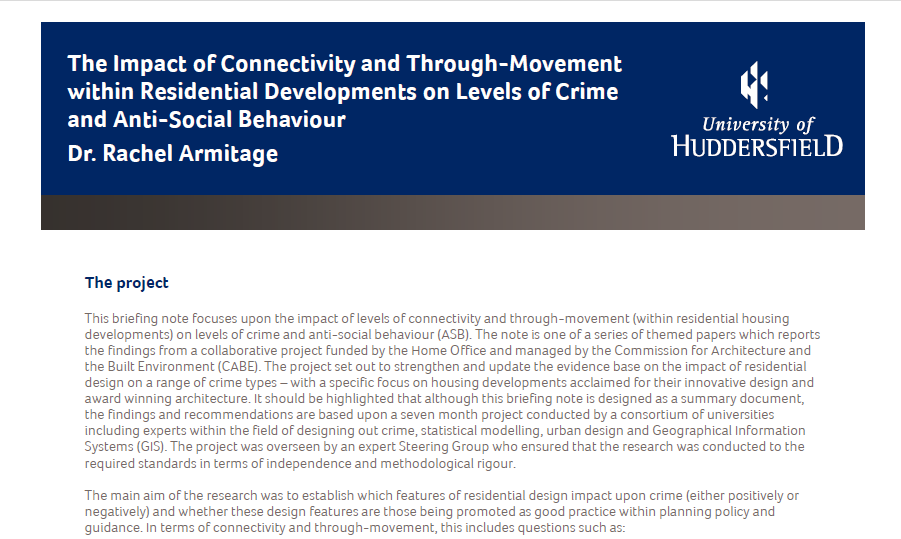 The Impact of Connectivity and Through-Movement
within Residential Developments on Levels of Crime
and Anti-Social Behaviour
Dr. Rachel Armitage
University of
HUDDERSFIELD
The project
This briefing note focuses upon the impact of levels of connectivity and through-movement (within residential housing
developments) on levels of crime and anti-social behaviour (ASB). The note is one of a series of themed papers which reports
the findings from a collaborative project funded by the Home Office and managed by the Commission for Architecture and
the Built Environment (CABE). The project set out to strengthen and update the evidence base on the impact of residential
design on a range of crime types – with a specific focus on housing developments acclaimed for their innovative design and
award winning architecture. It should be highlighted that although this briefing note is designed as a summary document,
the findings and recommendations are based upon a seven month project conducted by a consortium of universities
including experts within the field of designing out crime, statistical modelling, urban design and Geographical Information
Systems (GIS). The project was overseen by an expert Steering Group who ensured that the research was conducted to the
required standards in terms of independence and methodological rigour.
The main aim of the research was to establish which features of residential design impact upon crime (either positively or
negatively) and whether these design features are those being promoted as good practice within planning policy and
guidance. In terms of connectivity and through-movement, this includes questions such as: